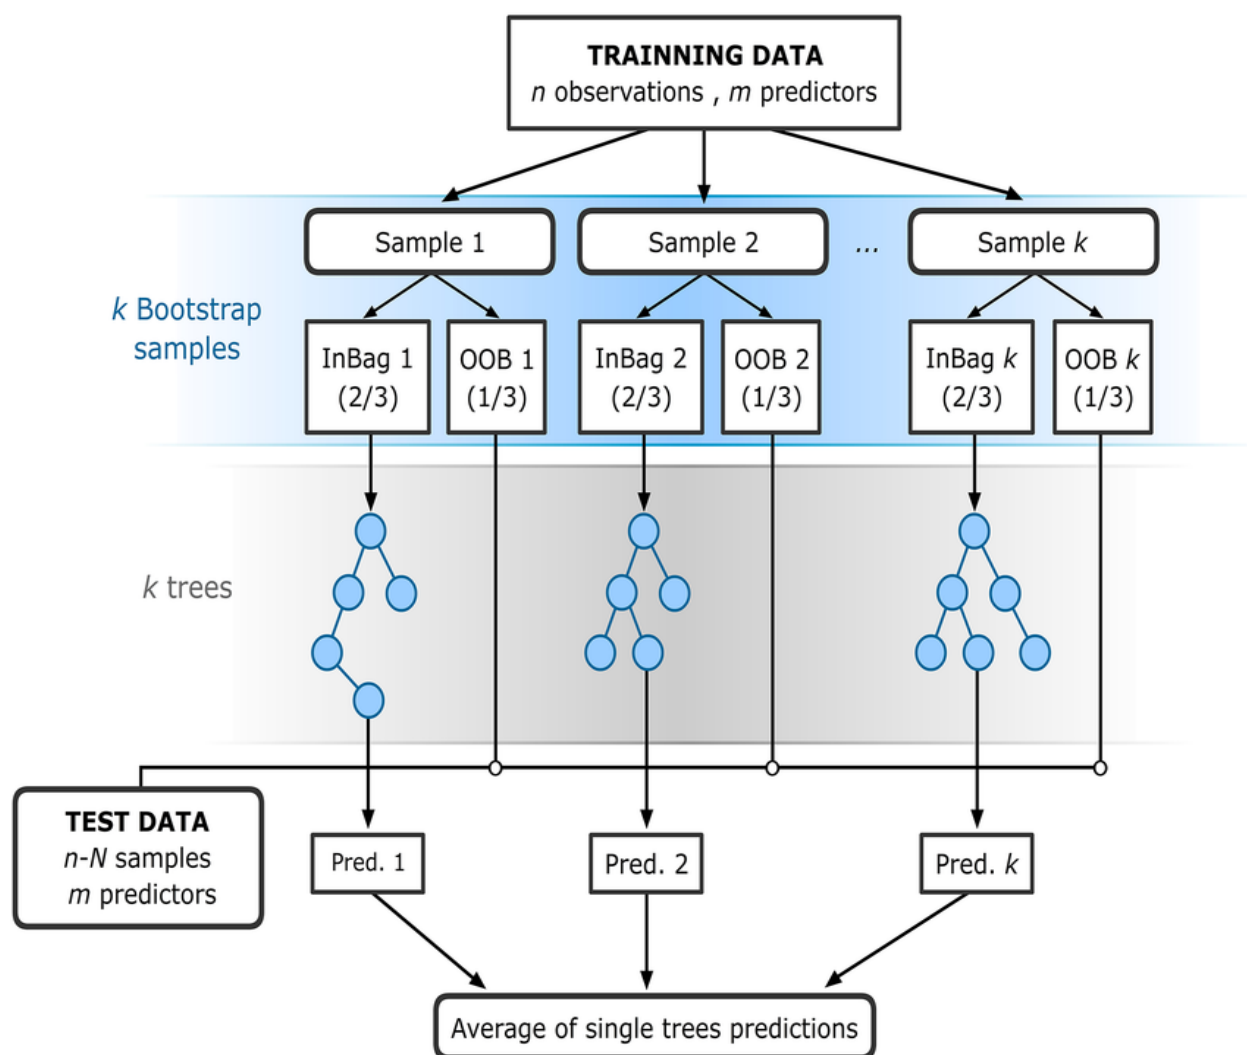 TRAINNING DATA
n observations , m predictors
Sample 1
Sample 2
...
Sample k
k Bootstrap
samples
InBag 1
(2/3)
OOB 1
(1/3)
InBag 2
(2/3)
OOB 2
(1/3)
InBag k
(2/3)
OOB k
(1/3)
k trees
TEST DATA
n-N samples
m predictors
Pred. 1
Pred. 2
Pred. k
Average of single trees predictions